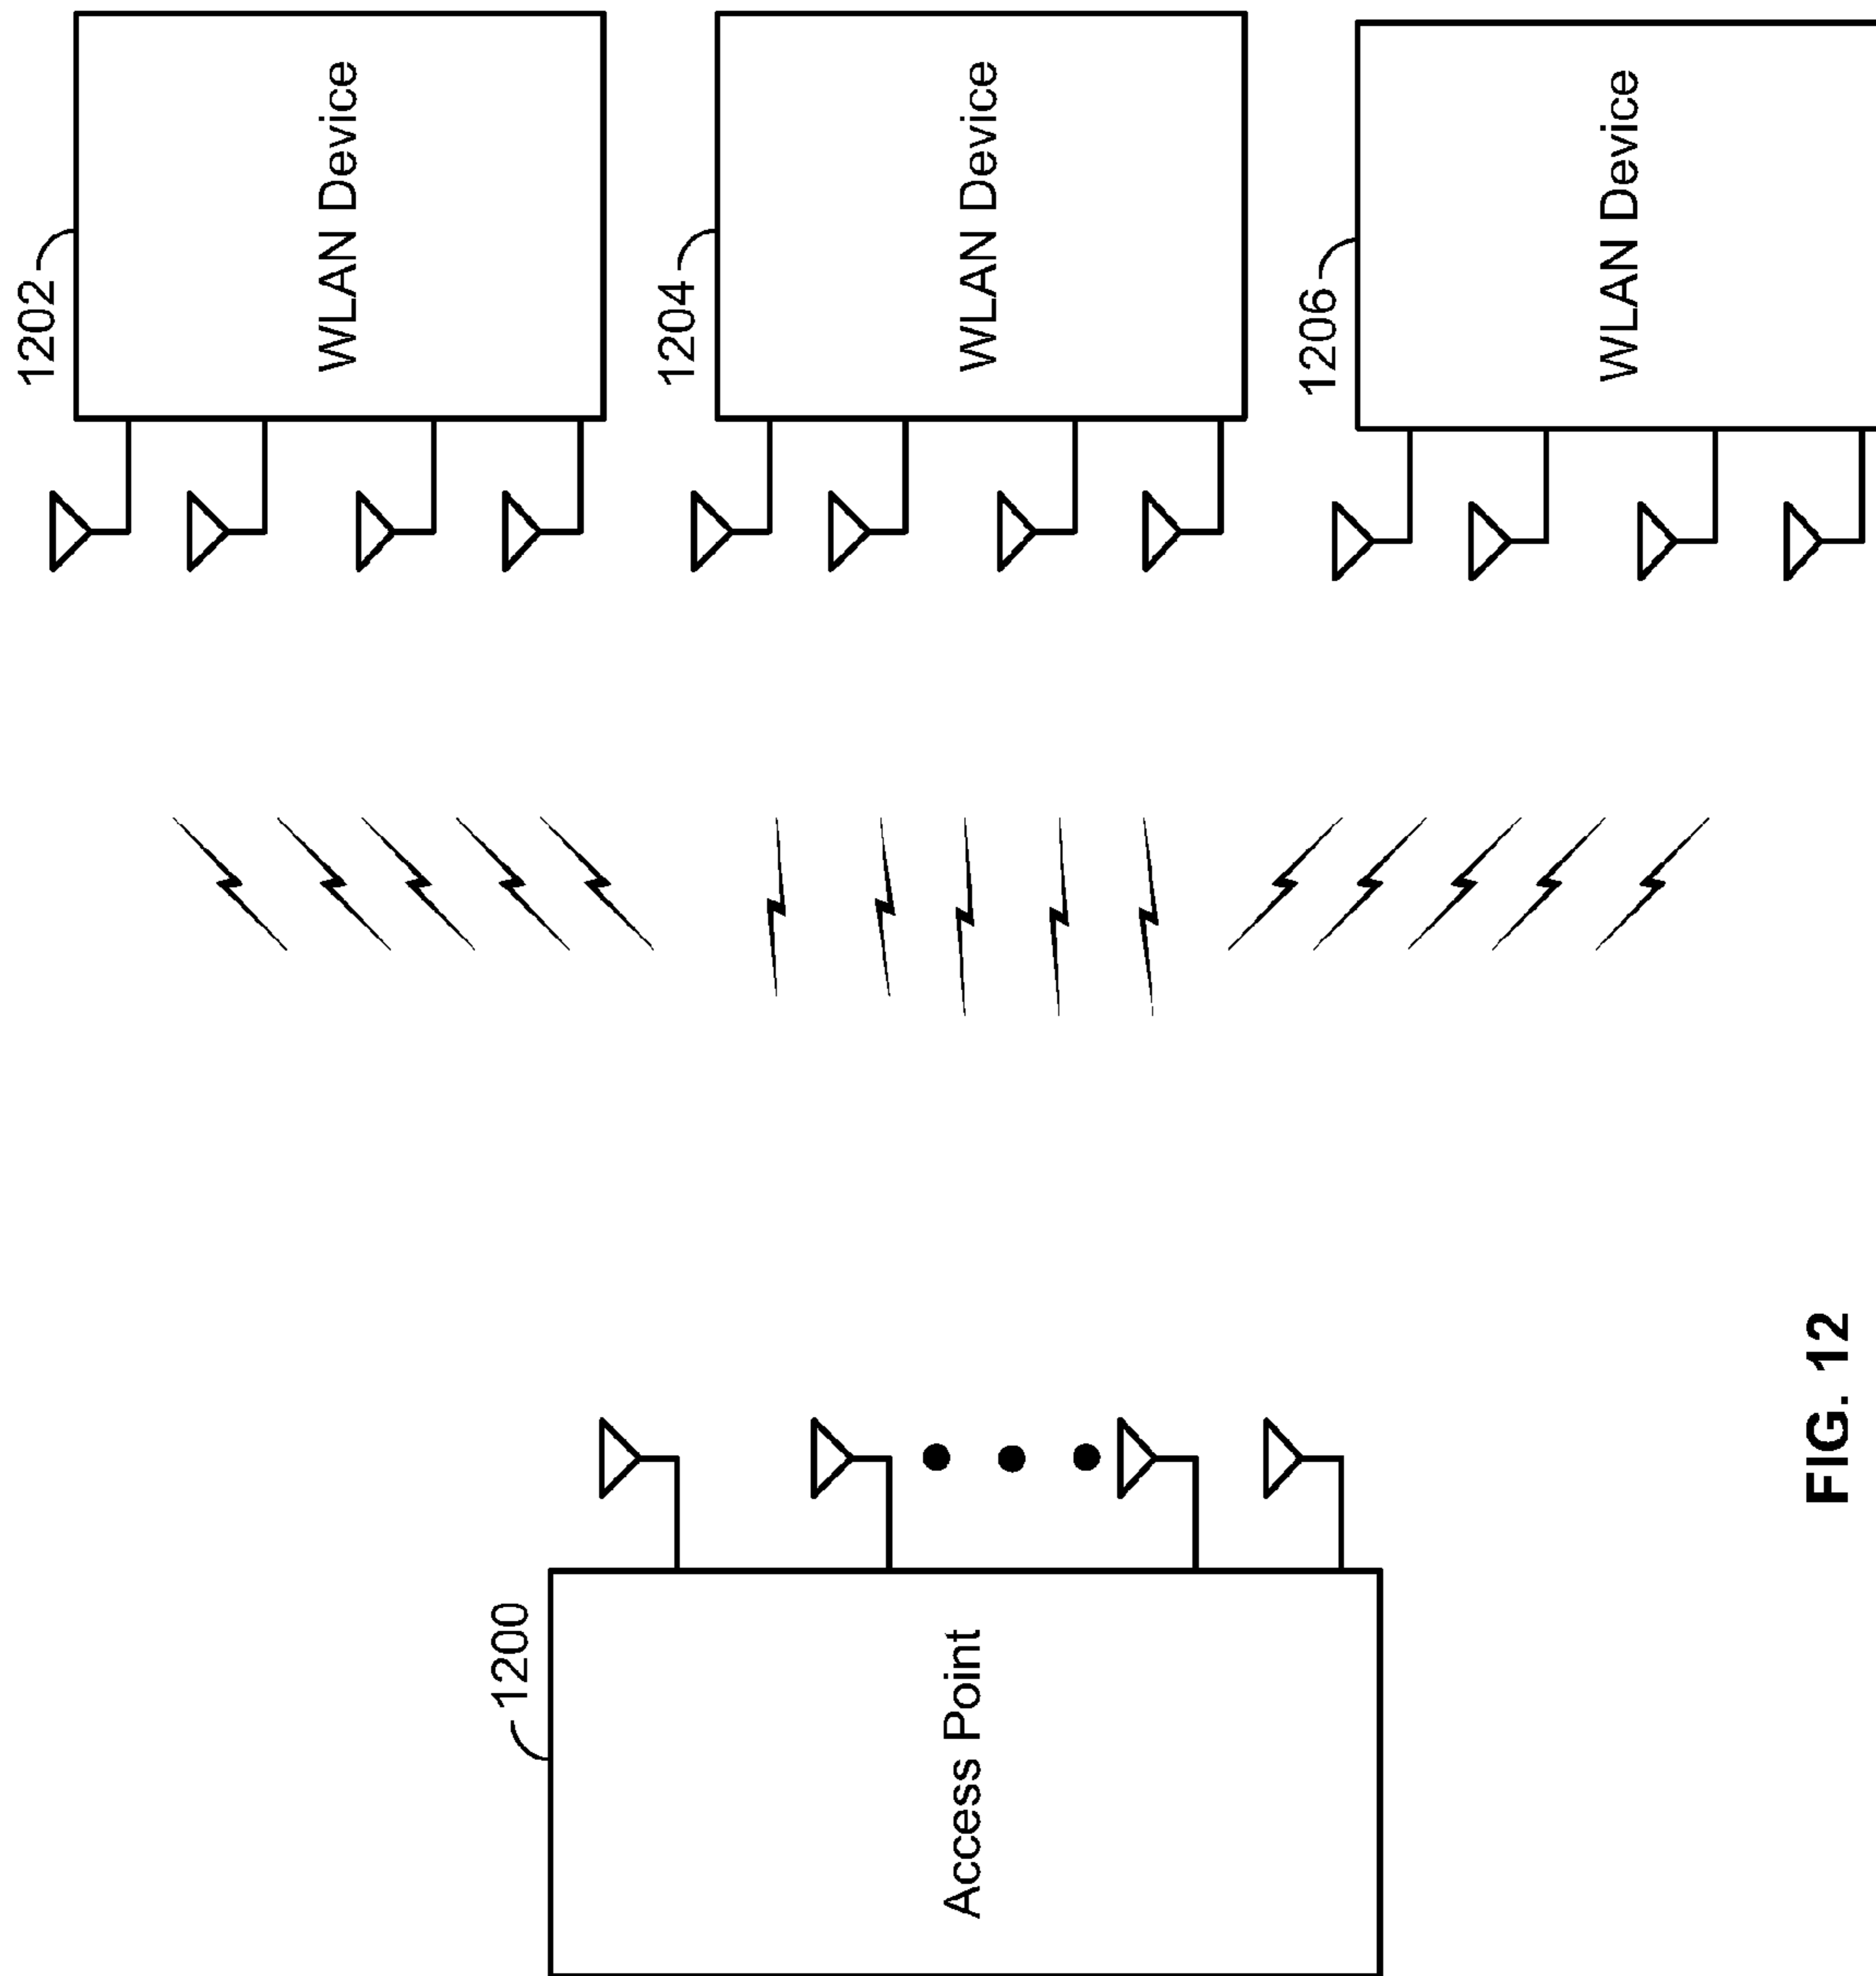 1202
WLAN Device
1204
WLAN Device
1206
WLAN Device
1200
Access Point
FIG. 12